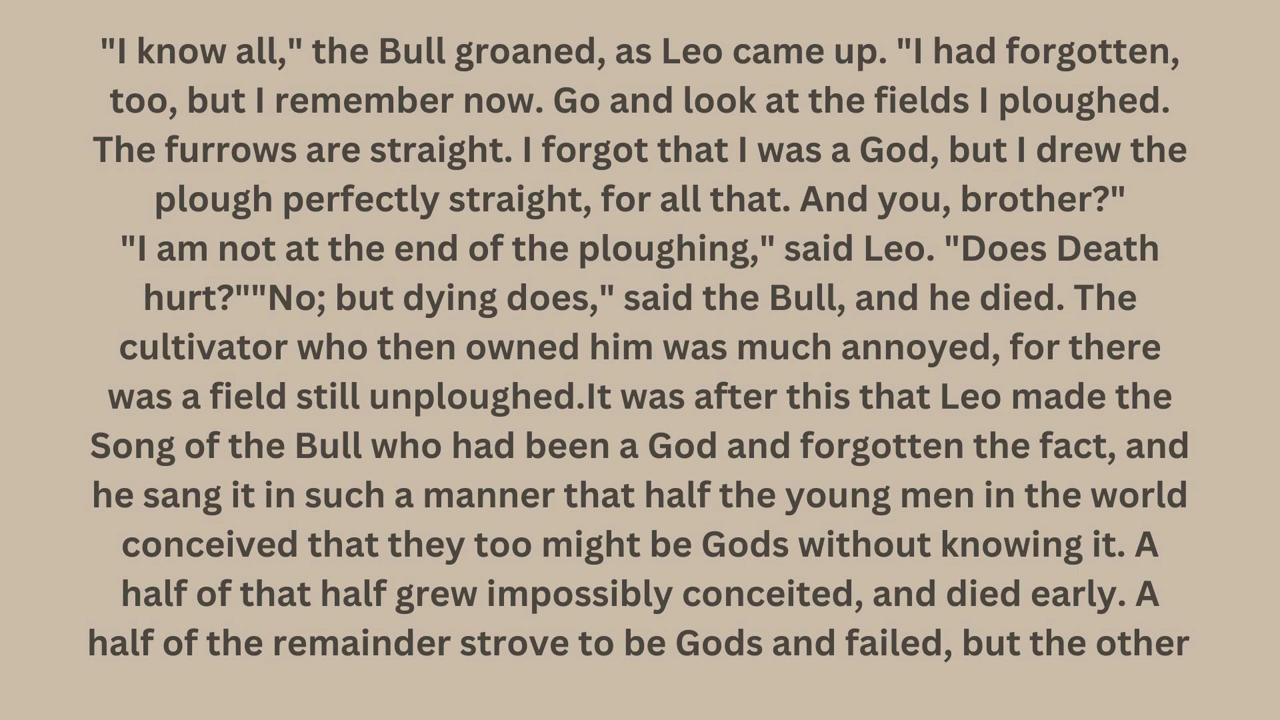 "I know all," the Bull groaned, as Leo came up. "I had forgotten,
too, but I remember now. Go and look at the fields I ploughed.
The furrows are straight. I forgot that I was a God, but I drew the
plough perfectly straight, for all that. And you, brother?"
"I am not at the end of the ploughing," said Leo. "Does Death
hurt?""No; but dying does," said the Bull, and he died. The
cultivator who then owned him was much annoyed, for there
was a field still unploughed.It was after this that Leo made the
Song of the Bull who had been a God and forgotten the fact, and
he sang it in such a manner that half the young men in the world
conceived that they too might be Gods without knowing it. A
half of that half grew impossibly conceited, and died early. A
half of the remainder strove to be Gods and failed, but the other